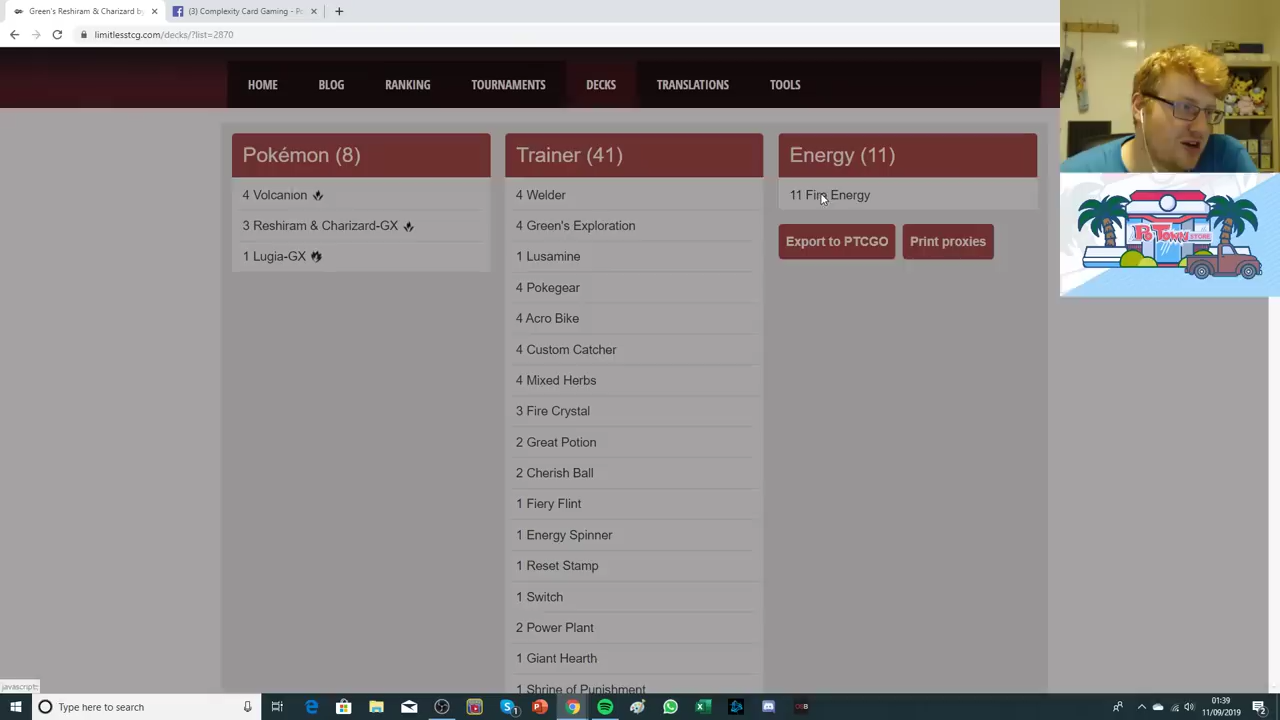 Green's Reshiram & Charizard by
(3) Complexity Card Gaming - Po
limitlesstcg.com/decks/?list=2870
HOME BLOG RANKING TOURNAMENTS DECKS TRANSLATIONS TOOLS
Pokémon (8)
4 Volcanion
3 Reshiram & Charizard-GX
1 Lugia-GX
Trainer (41)
4 Welder
4 Green's Exploration
1 Lusamine
4 Pokegear
4 Acro Bike
4 Custom Catcher
4 Mixed Herbs
3 Fire Crystal
2 Great Potion
2 Cherish Ball
1 Fiery Flint
1 Energy Spinner
1 Reset Stamp
1 Switch
2 Power Plant
1 Giant Hearth
1 Shrine of Punishment
Energy (11)
11 Fire Energy
Export to PTCGO
Print proxies
PoTown
STORE
javascript:
Type here to search
01:39
11/09/2019